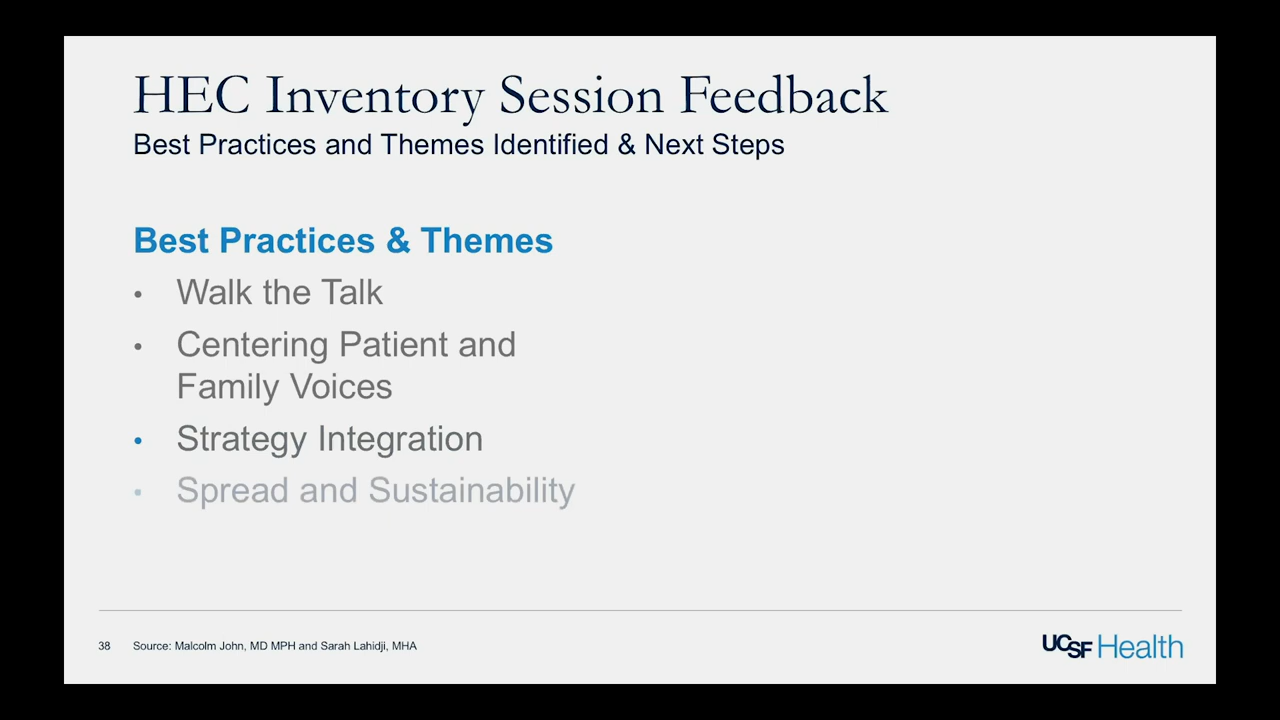 HEC Inventory Session Feedback
Best Practices and Themes Identified & Next Steps
Best Practices & Themes
• Walk the Talk
• Centering Patient and
Family Voices
• Strategy Integration
• Spread and Sustainability
38 Source: Malcolm John, MD MPH and Sarah Lahidji, MHA
UCSF Health